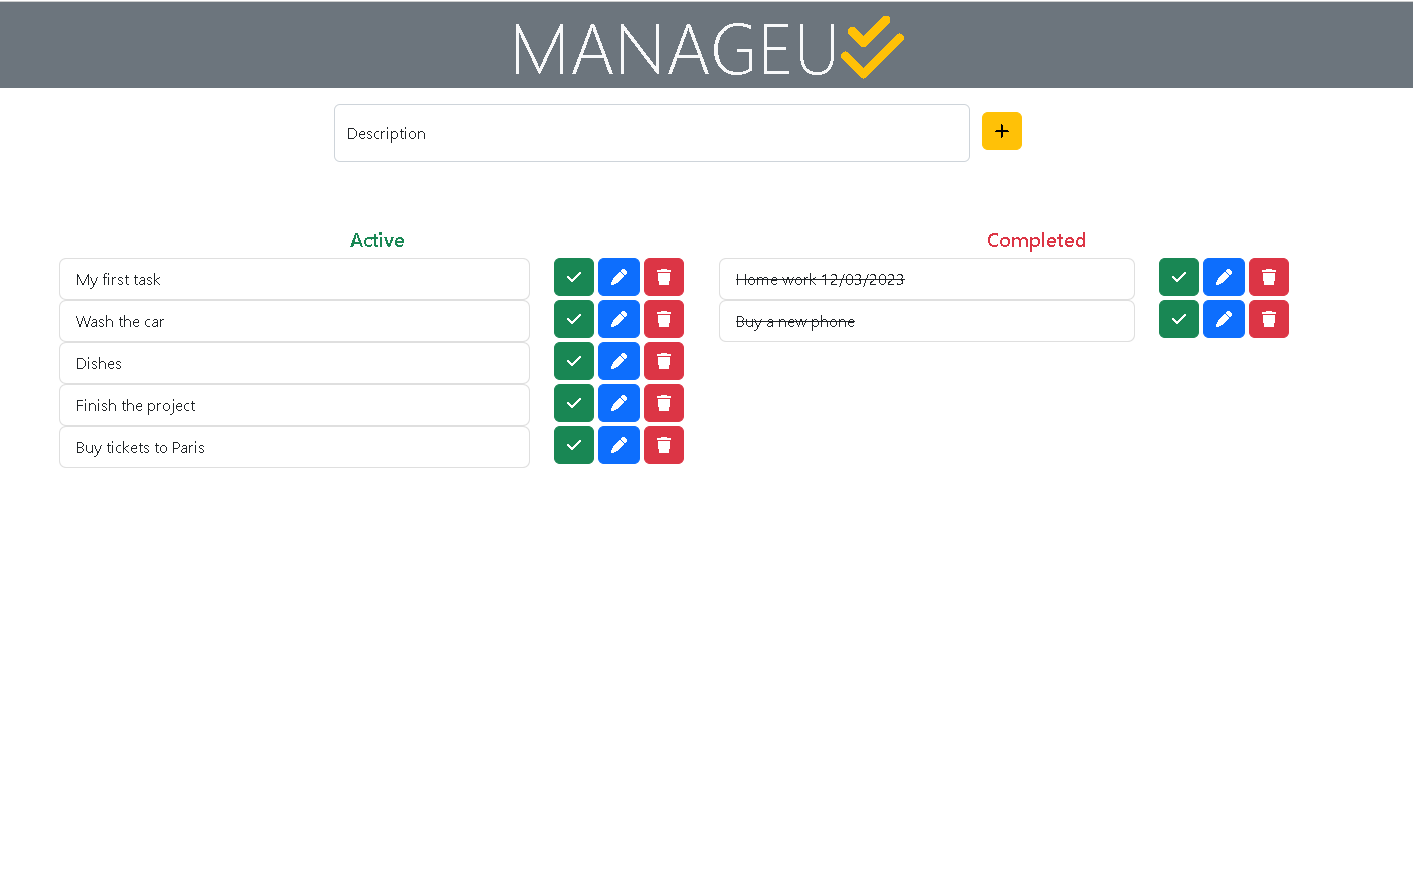 MANAGEU
Description
Active
My first task
Wash the car
Dishes
Finish the project
Buy tickets to Paris
Completed
Home work 12/03/2023
Buy a new phone